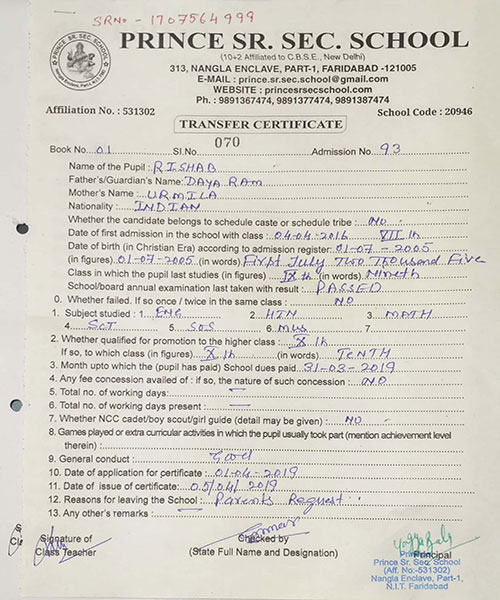 SRNo - 1707564999
PRINCE SR. SEC. SCHOOL
(10+2 Affiliated to C.B.S.E., New Delhi)
313, NANGLA ENCLAVE, PART-1, FARIDABAD -121005
E-MAIL : prince.sr.sec.school@gmail.com
WEBSITE : princesrsecschool.com
Ph. : 9891367474, 9891377474, 9891387474
Affiliation No. : 531302 School Code : 20946
TRANSFER CERTIFICATE
Book No. 01 Sl.No. 070 Admission No. 93
Name of the Pupil : RISHAB
Father's/Guardian's Name: DAYA RAM
Mother's Name : URMILA
Nationality : INDIAN
Whether the candidate belongs to schedule caste or schedule tribe : NO
Date of first admission in the school with class : 04-04-2016 VII th
Date of birth (in Christian Era) according to admission register: 01-07-2005
(in figures) 01-07-2005 (in words) First July Two Thousand Five
Class in which the pupil last studies (in figures) IX th (in words) Nineth
School/board annual examination last taken with result : PASSED
0. Whether failed. If so once / twice in the same class : NO
1. Subject studied : 1. ENG 2. HIN 3. MATH
4. SCT 5. SOS 6. Mus 7.
2. Whether qualified for promotion to the higher class : X th
If so, to which class (in figures) X th (in words) TENTH
3. Month upto which the (pupil has paid) School dues paid 31-03-2019
4. Any fee concession availed of : if so, the nature of such concession : NO
5. Total no. of working days: —
6. Total no. of working days present : —
7. Whether NCC cadet/boy scout/girl guide (detail may be given) : NO
8. Games played or extra curricular activities in which the pupil usually took part (mention achievement level
therein) :
9. General conduct : Good
10. Date of application for certificate : 01-04-2019
11. Date of issue of certificate: 05/04/2019
12. Reasons for leaving the School : Parents Request
13. Any other's remarks : —
Signature of Checked by Principal
Class Teacher (State Full Name and Designation)
Prince Sr. Sec. School
(Aff. No:-531302)
Nangla Enclave, Part-1,
N.I.T. Faridabad